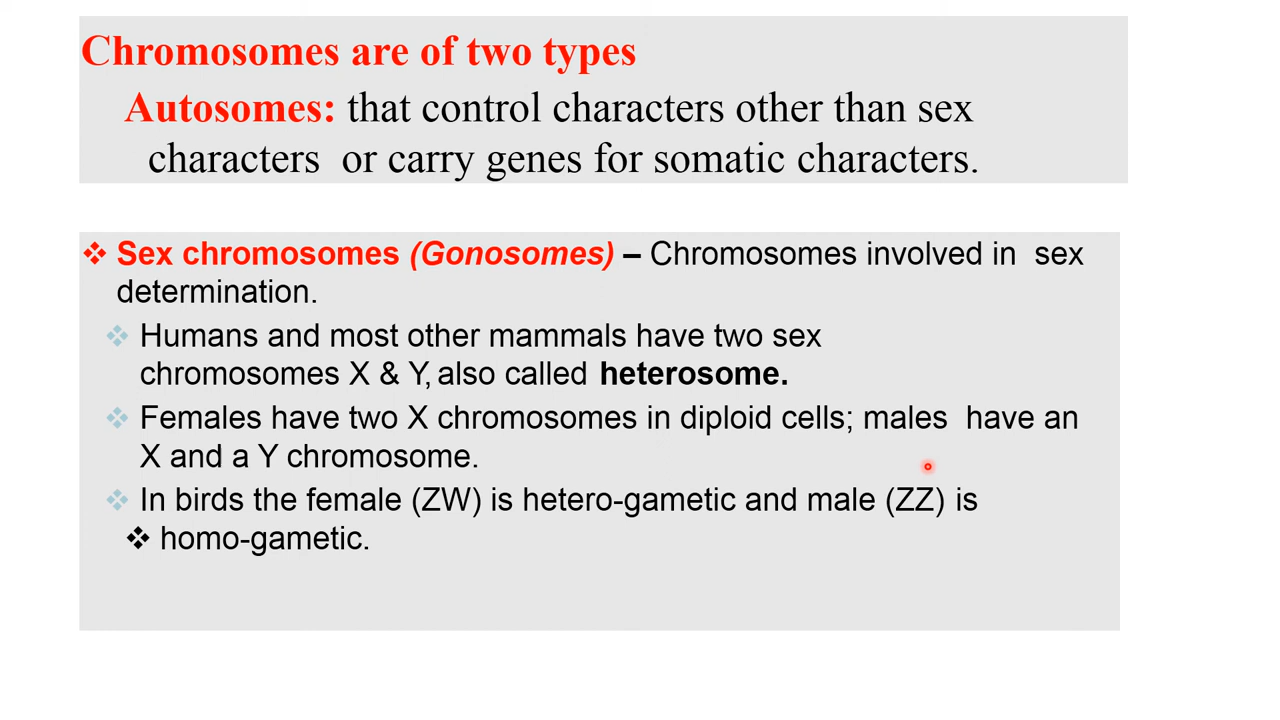 Chromosomes are of two types
Autosomes: that control characters other than sex
characters or carry genes for somatic characters.
❖ Sex chromosomes (Gonosomes) – Chromosomes involved in sex
determination.
❖ Humans and most other mammals have two sex
chromosomes X & Y, also called heterosome.
❖ Females have two X chromosomes in diploid cells; males have an
X and a Y chromosome.
❖ In birds the female (ZW) is hetero-gametic and male (ZZ) is
❖ homo-gametic.